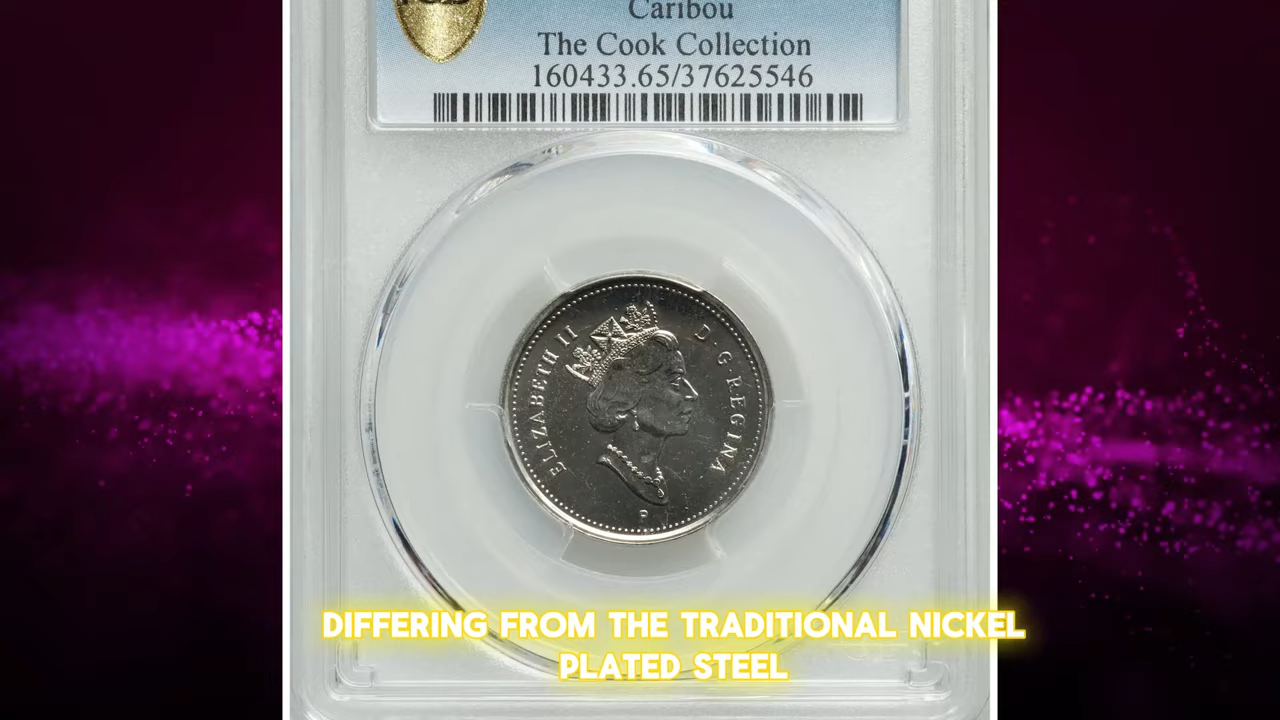 Caribou
The Cook Collection
160433.65/37625546
ELIZABETH II D·G·REGINA
P
DIFFERING FROM THE TRADITIONAL NICKEL
PLATED STEEL